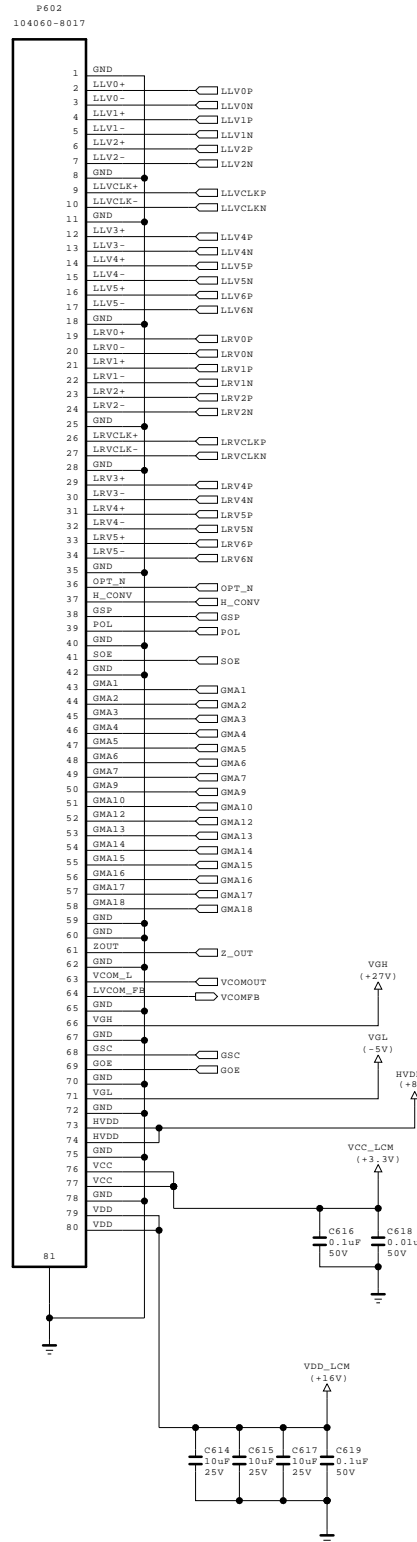 P602
104060-8017
1 GND
2 LLV0+ LLV0P
3 LLV0- LLV0N
4 LLV1+ LLV1P
5 LLV1- LLV1N
6 LLV2+ LLV2P
7 LLV2- LLV2N
8 GND
9 LLVCLK+ LLVCLKP
10 LLVCLK- LLVCLKN
11 GND
12 LLV3+ LLV4P
13 LLV3- LLV4N
14 LLV4+ LLV5P
15 LLV4- LLV5N
16 LLV5+ LLV6P
17 LLV5- LLV6N
18 GND
19 LRV0+ LRV0P
20 LRV0- LRV0N
21 LRV1+ LRV1P
22 LRV1- LRV1N
23 LRV2+ LRV2P
24 LRV2- LRV2N
25 GND
26 LRVCLK+ LRVCLKP
27 LRVCLK- LRVCLKN
28 GND
29 LRV3+ LRV4P
30 LRV3- LRV4N
31 LRV4+ LRV5P
32 LRV4- LRV5N
33 LRV5+ LRV6P
34 LRV5- LRV6N
35 GND
36 OPT_N OPT_N
37 H_CONV H_CONV
38 GSP GSP
39 POL POL
40 GND
41 SOE SOE
42 GND
43 GMA1 GMA1
44 GMA2 GMA2
45 GMA3 GMA3
46 GMA4 GMA4
47 GMA5 GMA5
48 GMA6 GMA6
49 GMA7 GMA7
50 GMA9 GMA9
51 GMA10 GMA10
52 GMA12 GMA12
53 GMA13 GMA13
54 GMA14 GMA14
55 GMA15 GMA15
56 GMA16 GMA16
57 GMA17 GMA17
58 GMA18 GMA18
59 GND
60 GND
61 ZOUT Z_OUT
62 GND
63 VCOM_L VCOMOUT
64 LVCOM_FB VCOMFB
65 GND
66 VGH
67 GND
68 GSC GSC
69 GOE GOE
70 GND
71 VGL
72 GND
73 HVDD
74 HVDD
75 GND
76 VCC
77 VCC
78 GND
79 VDD
80 VDD
81
VGH
(+27V)
VGL
(-5V)
HVD
(+8
VCC_LCM
(+3.3V)
C616
0.1uF
50V
C618
0.01u
50V
VDD_LCM
(+16V)
C614
10uF
25V
C615
10uF
25V
C617
10uF
25V
C619
0.1uF
50V